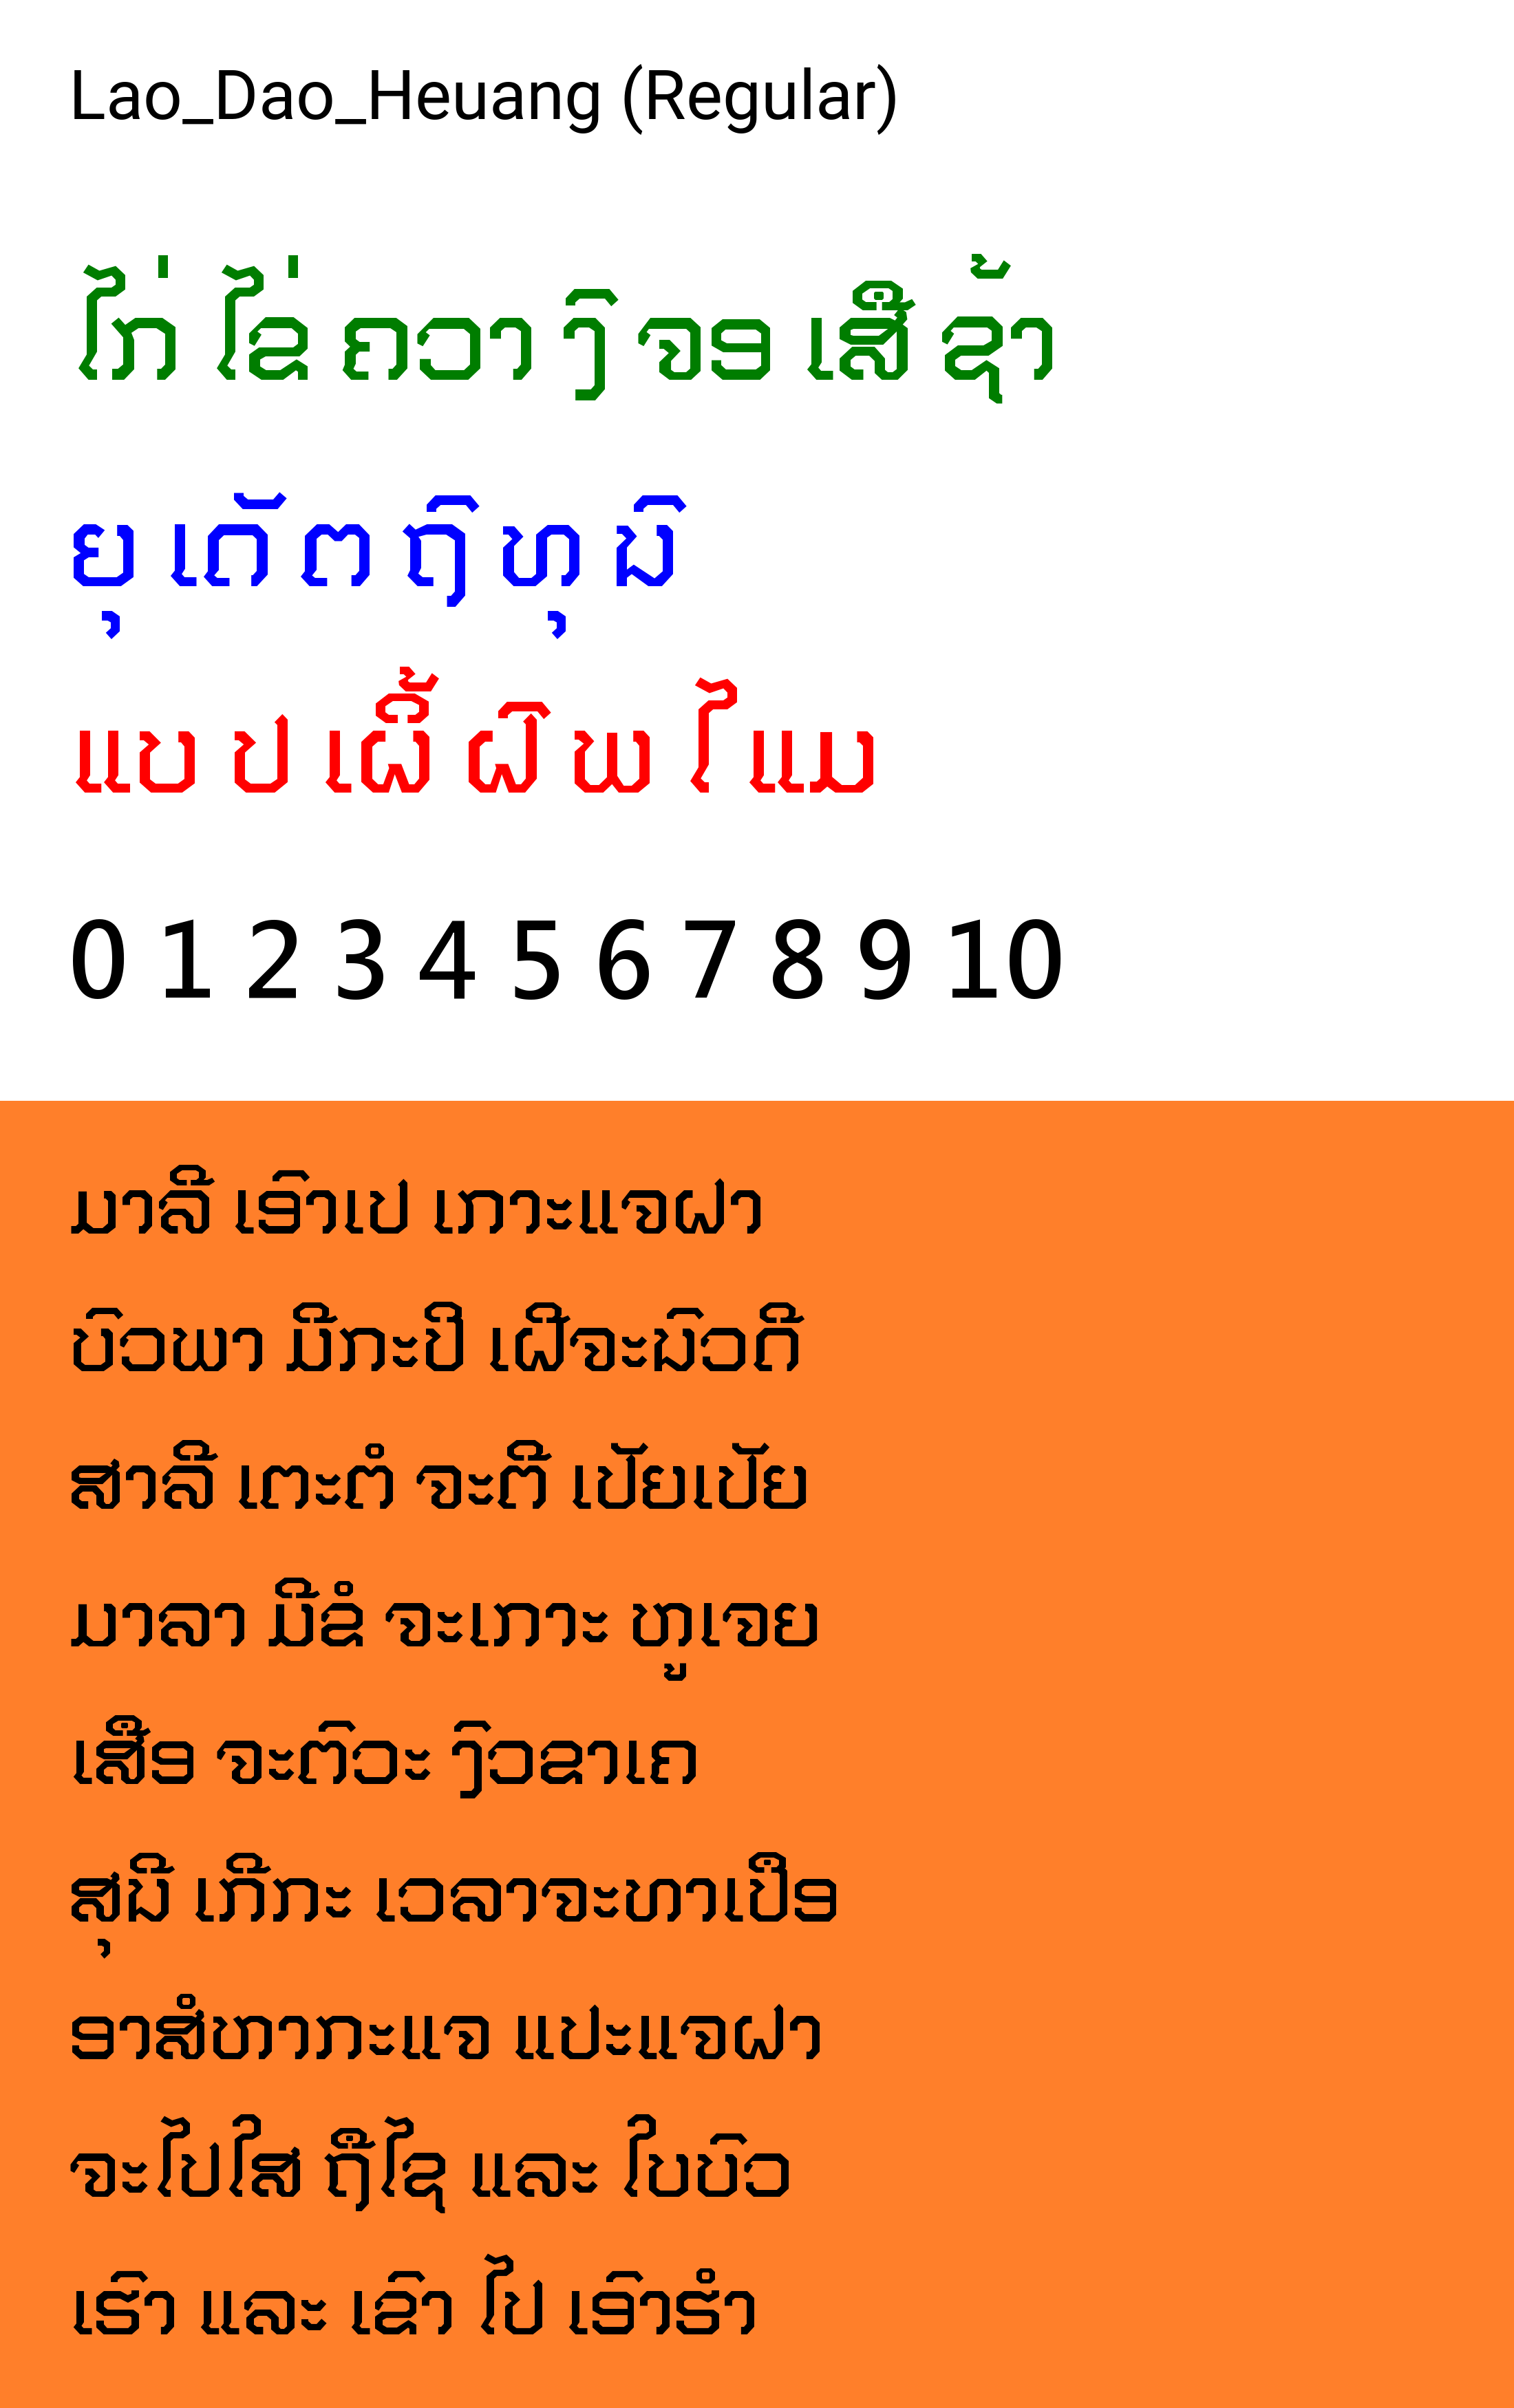 Lao_Dao_Heuang (Regular)
ໄກ່ ໄຂ່ ຄວາ ງົ ຈອ ເສື ຊ້າ
ຍຸ ເດັ ຕ ຖົ ທຸ ນົ
ແບ ປ ເຜິ້ ຝົ ພ ໄ ແມ
0 1 2 3 4 5 6 7 8 9 10
ມາລີ ເອົາເປ ເກາະແຈຝາ
ບົວພາ ມີກະປິ ເຝີຈະນົວດີ
ສາລີ ເຕະຕໍ ຈະຕີ ເປັຍເປັຍ
ມາລາ ມີຂໍ ຈະເກາະ ຫູເຈຍ
ເສືອ ຈະຕົວະ ງົວຂາເຄ
ສຸນີ ເກີກະ ເວລາຈະທາເປຶອ
ອາສໍຫາກະແຈ ແປະແຈຝາ
ຈະໄປໃສ ຖືໄຊ ແລະ ໃບບົວ
ເຮົາ ແລະ ເຂົາ ໄປ ເອົາຮໍາ